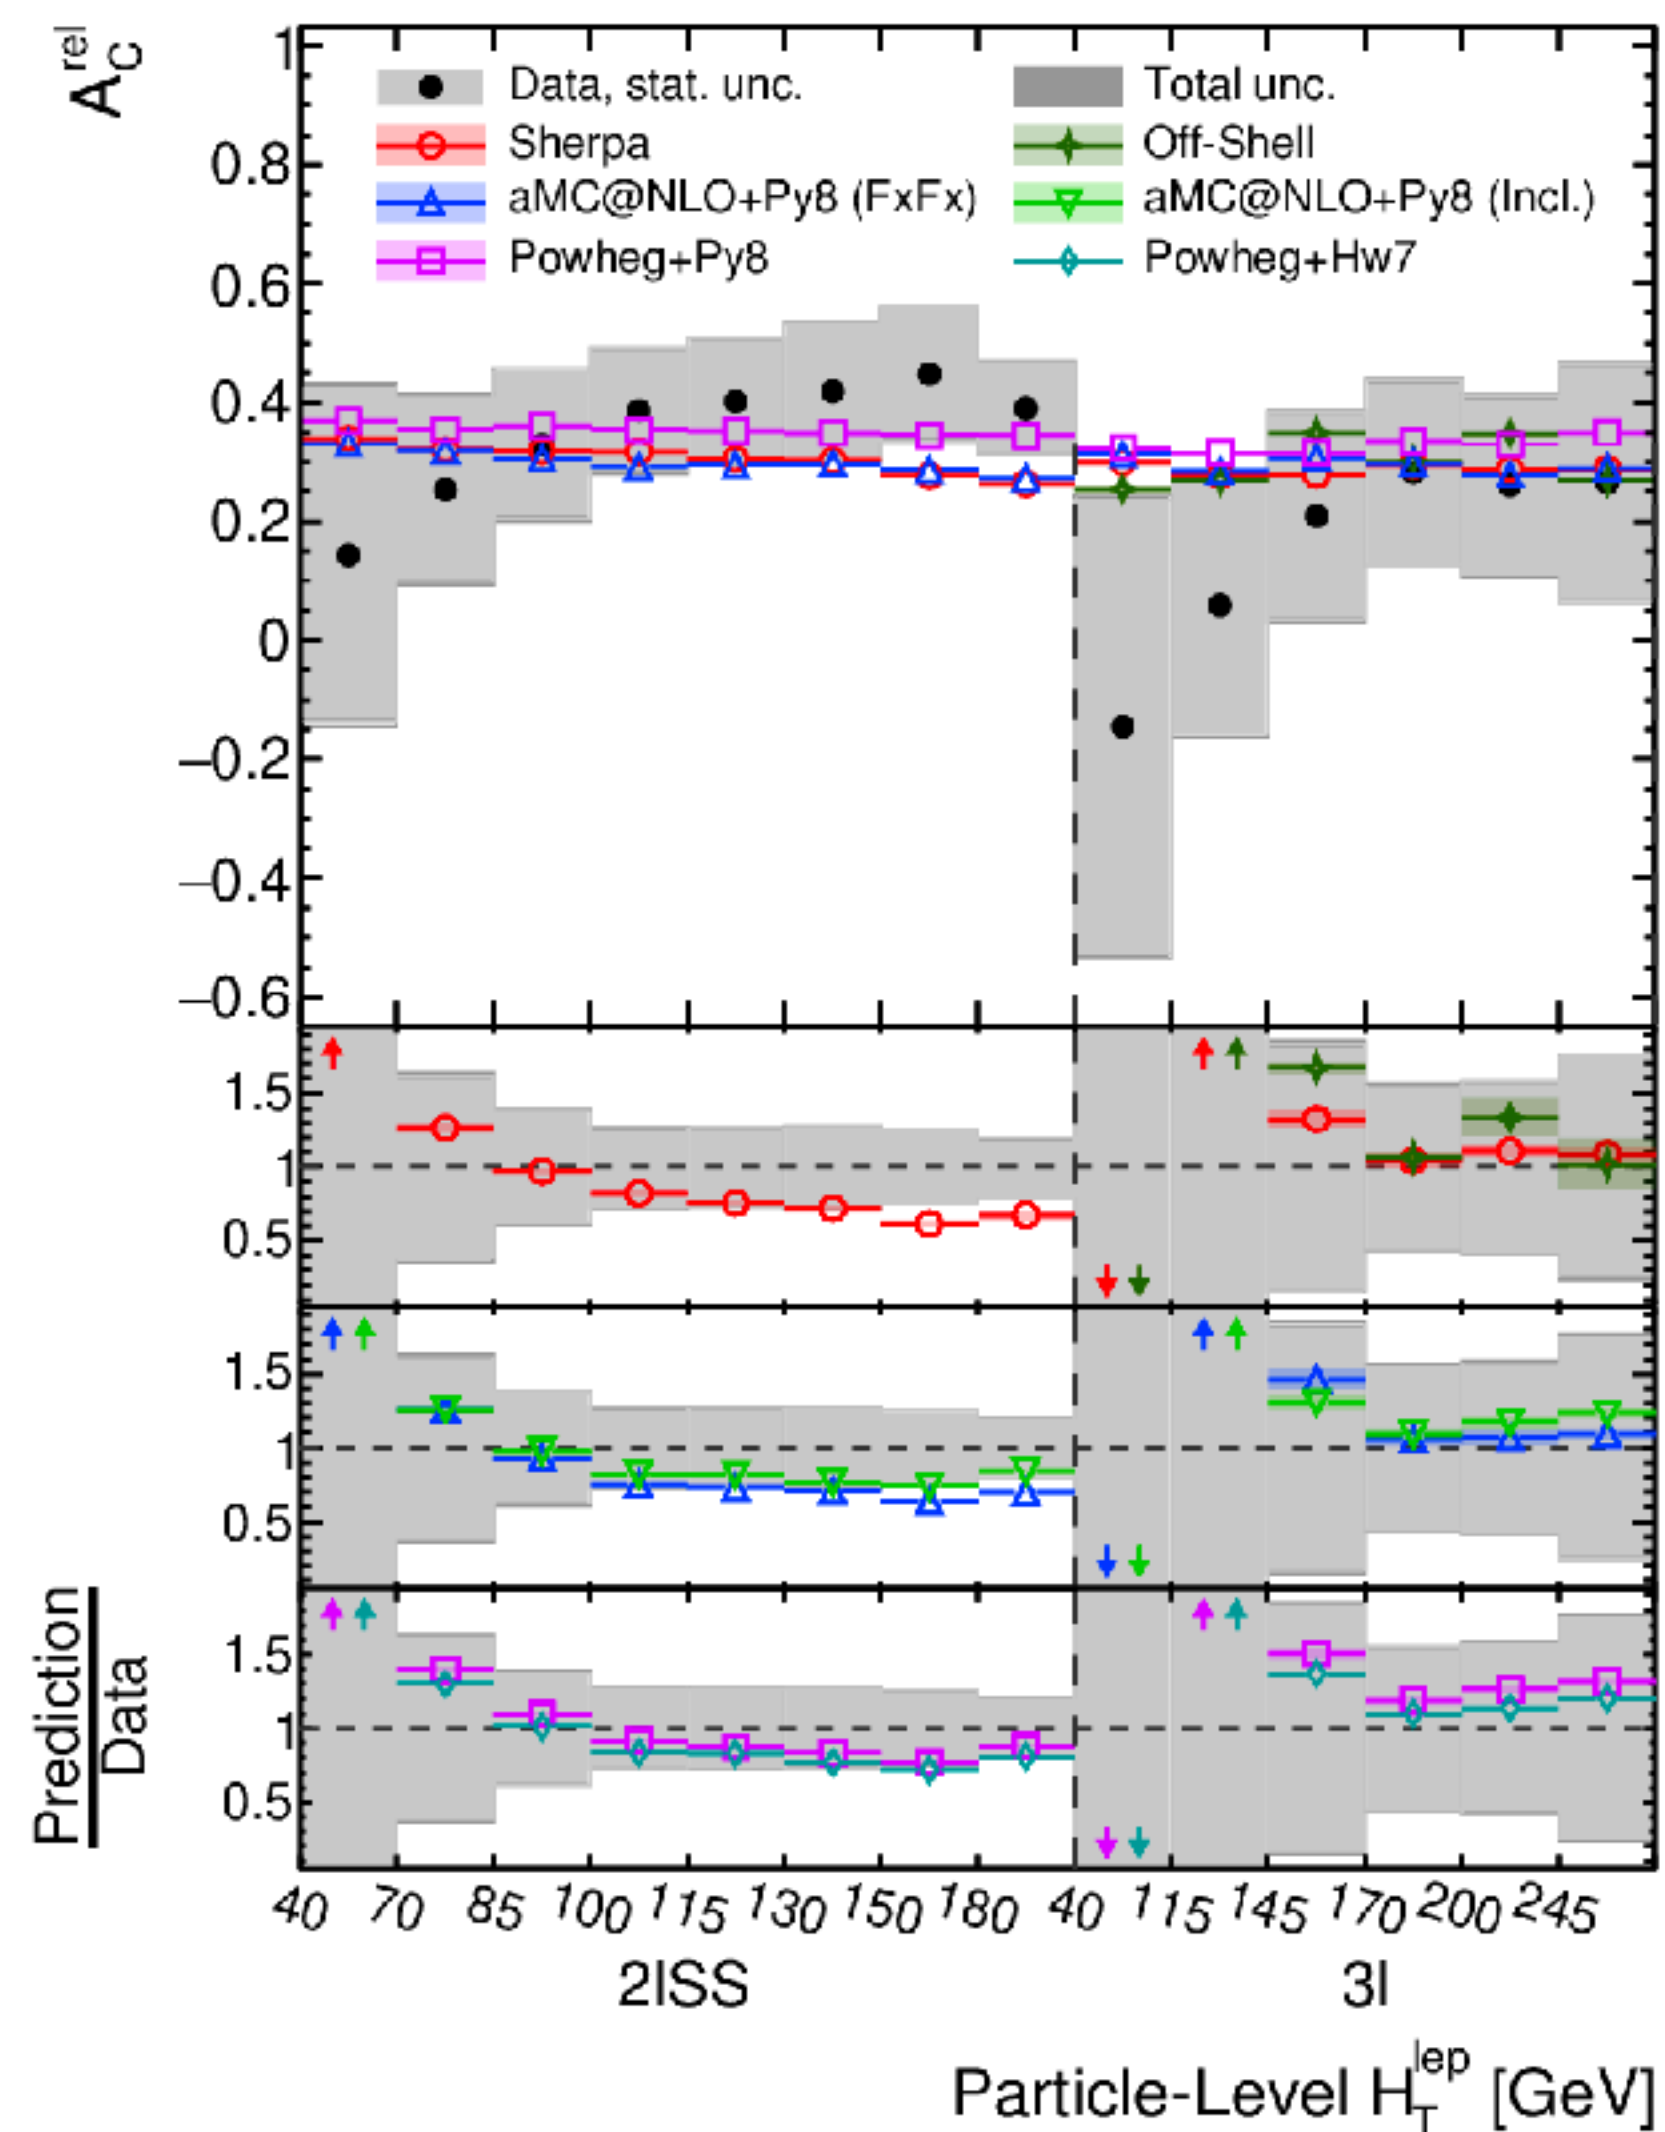 A_C^rel
1
0.8
0.6
0.4
0.2
0
−0.2
−0.4
−0.6
Data, stat. unc.
Total unc.
Sherpa
Off-Shell
aMC@NLO+Py8 (FxFx)
aMC@NLO+Py8 (Incl.)
Powheg+Py8
Powheg+Hw7
1.5
1
0.5
1.5
1
0.5
1.5
1
0.5
Prediction
Data
40 70 85 100 115 130 150 180 40 115 145 170 200 245
2lSS 3l
Particle-Level H_T^lep [GeV]